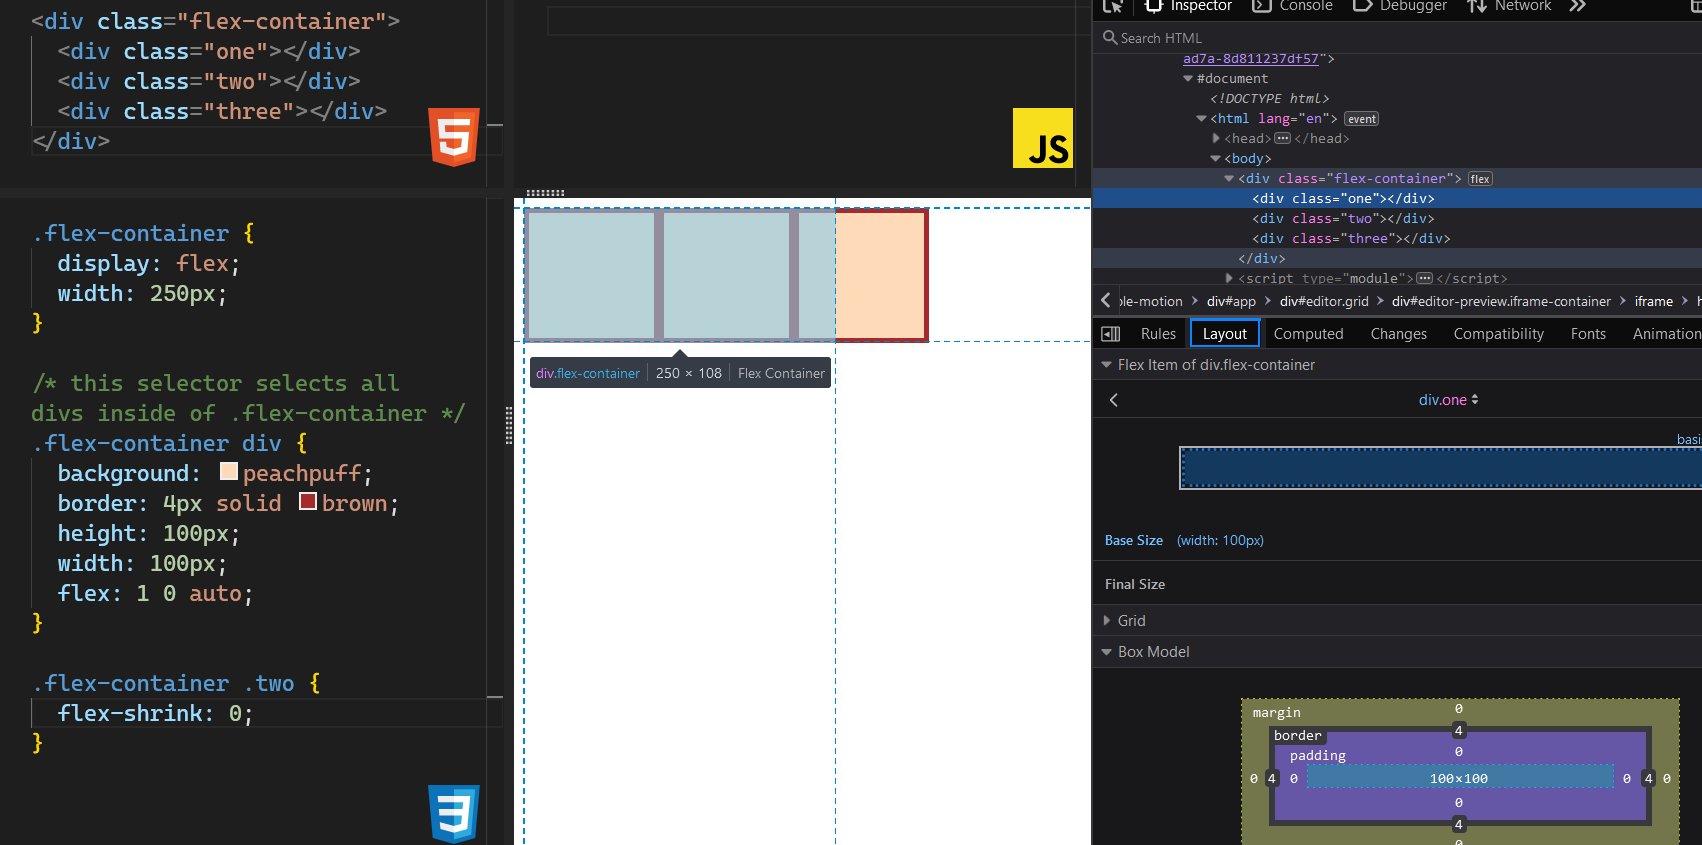 <div class="flex-container">
<div class="one"></div>
<div class="two"></div>
<div class="three"></div>
</div>
5
JS
.flex-container {
display: flex;
width: 250px;
}
/* this selector selects all
divs inside of .flex-container */
.flex-container div {
background: peachpuff;
border: 4px solid brown;
height: 100px;
width: 100px;
flex: 1 0 auto;
}
.flex-container .two {
flex-shrink: 0;
}
3
div.flex-container 250 × 108 Flex Container
Inspector Console Debugger Network
Search HTML
ad7a-8d811237df57">
#document
<!DOCTYPE html>
<html lang="en"> event
<head>⋯</head>
<body>
<div class="flex-container"> flex
<div class="one"></div>
<div class="two"></div>
<div class="three"></div>
</div>
<script type="module">⋯</script>
ple-motion div#app div#editor.grid div#editor-preview.iframe-container iframe
Rules Layout Computed Changes Compatibility Fonts Animation
Flex Item of div.flex-container
div.one
basi
Base Size (width: 100px)
Final Size
Grid
Box Model
margin 0
border 4
padding 0
0 4 0 100×100 0 4 0
0
4
0